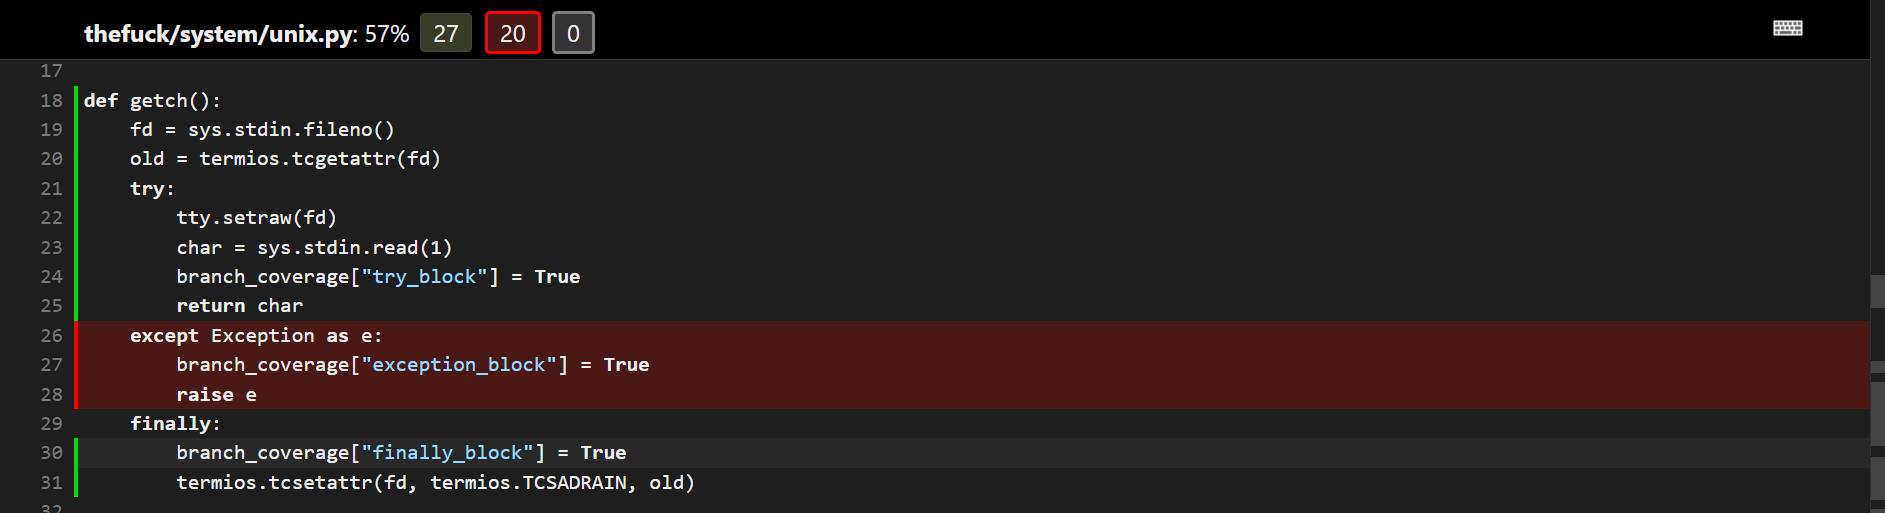 thefuck/system/unix.py: 57% 27 20 0
17
18 def getch():
19     fd = sys.stdin.fileno()
20     old = termios.tcgetattr(fd)
21     try:
22         tty.setraw(fd)
23         char = sys.stdin.read(1)
24         branch_coverage["try_block"] = True
25         return char
26     except Exception as e:
27         branch_coverage["exception_block"] = True
28         raise e
29     finally:
30         branch_coverage["finally_block"] = True
31         termios.tcsetattr(fd, termios.TCSADRAIN, old)
32